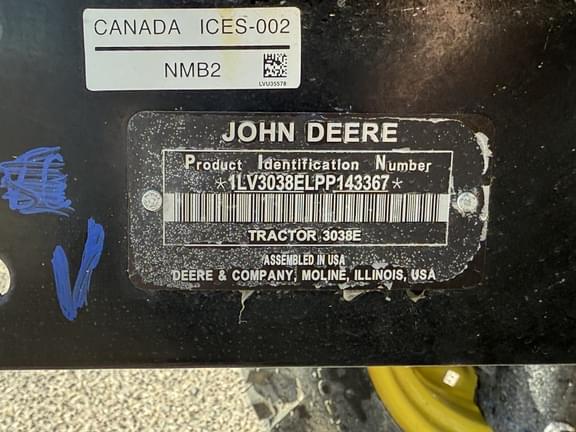 CANADA ICES-002
NMB2
LVU35578
JOHN DEERE
Product Identification Number
*1LV3038ELPP143367*
TRACTOR 3038E
ASSEMBLED IN USA
DEERE & COMPANY, MOLINE, ILLINOIS, USA
V